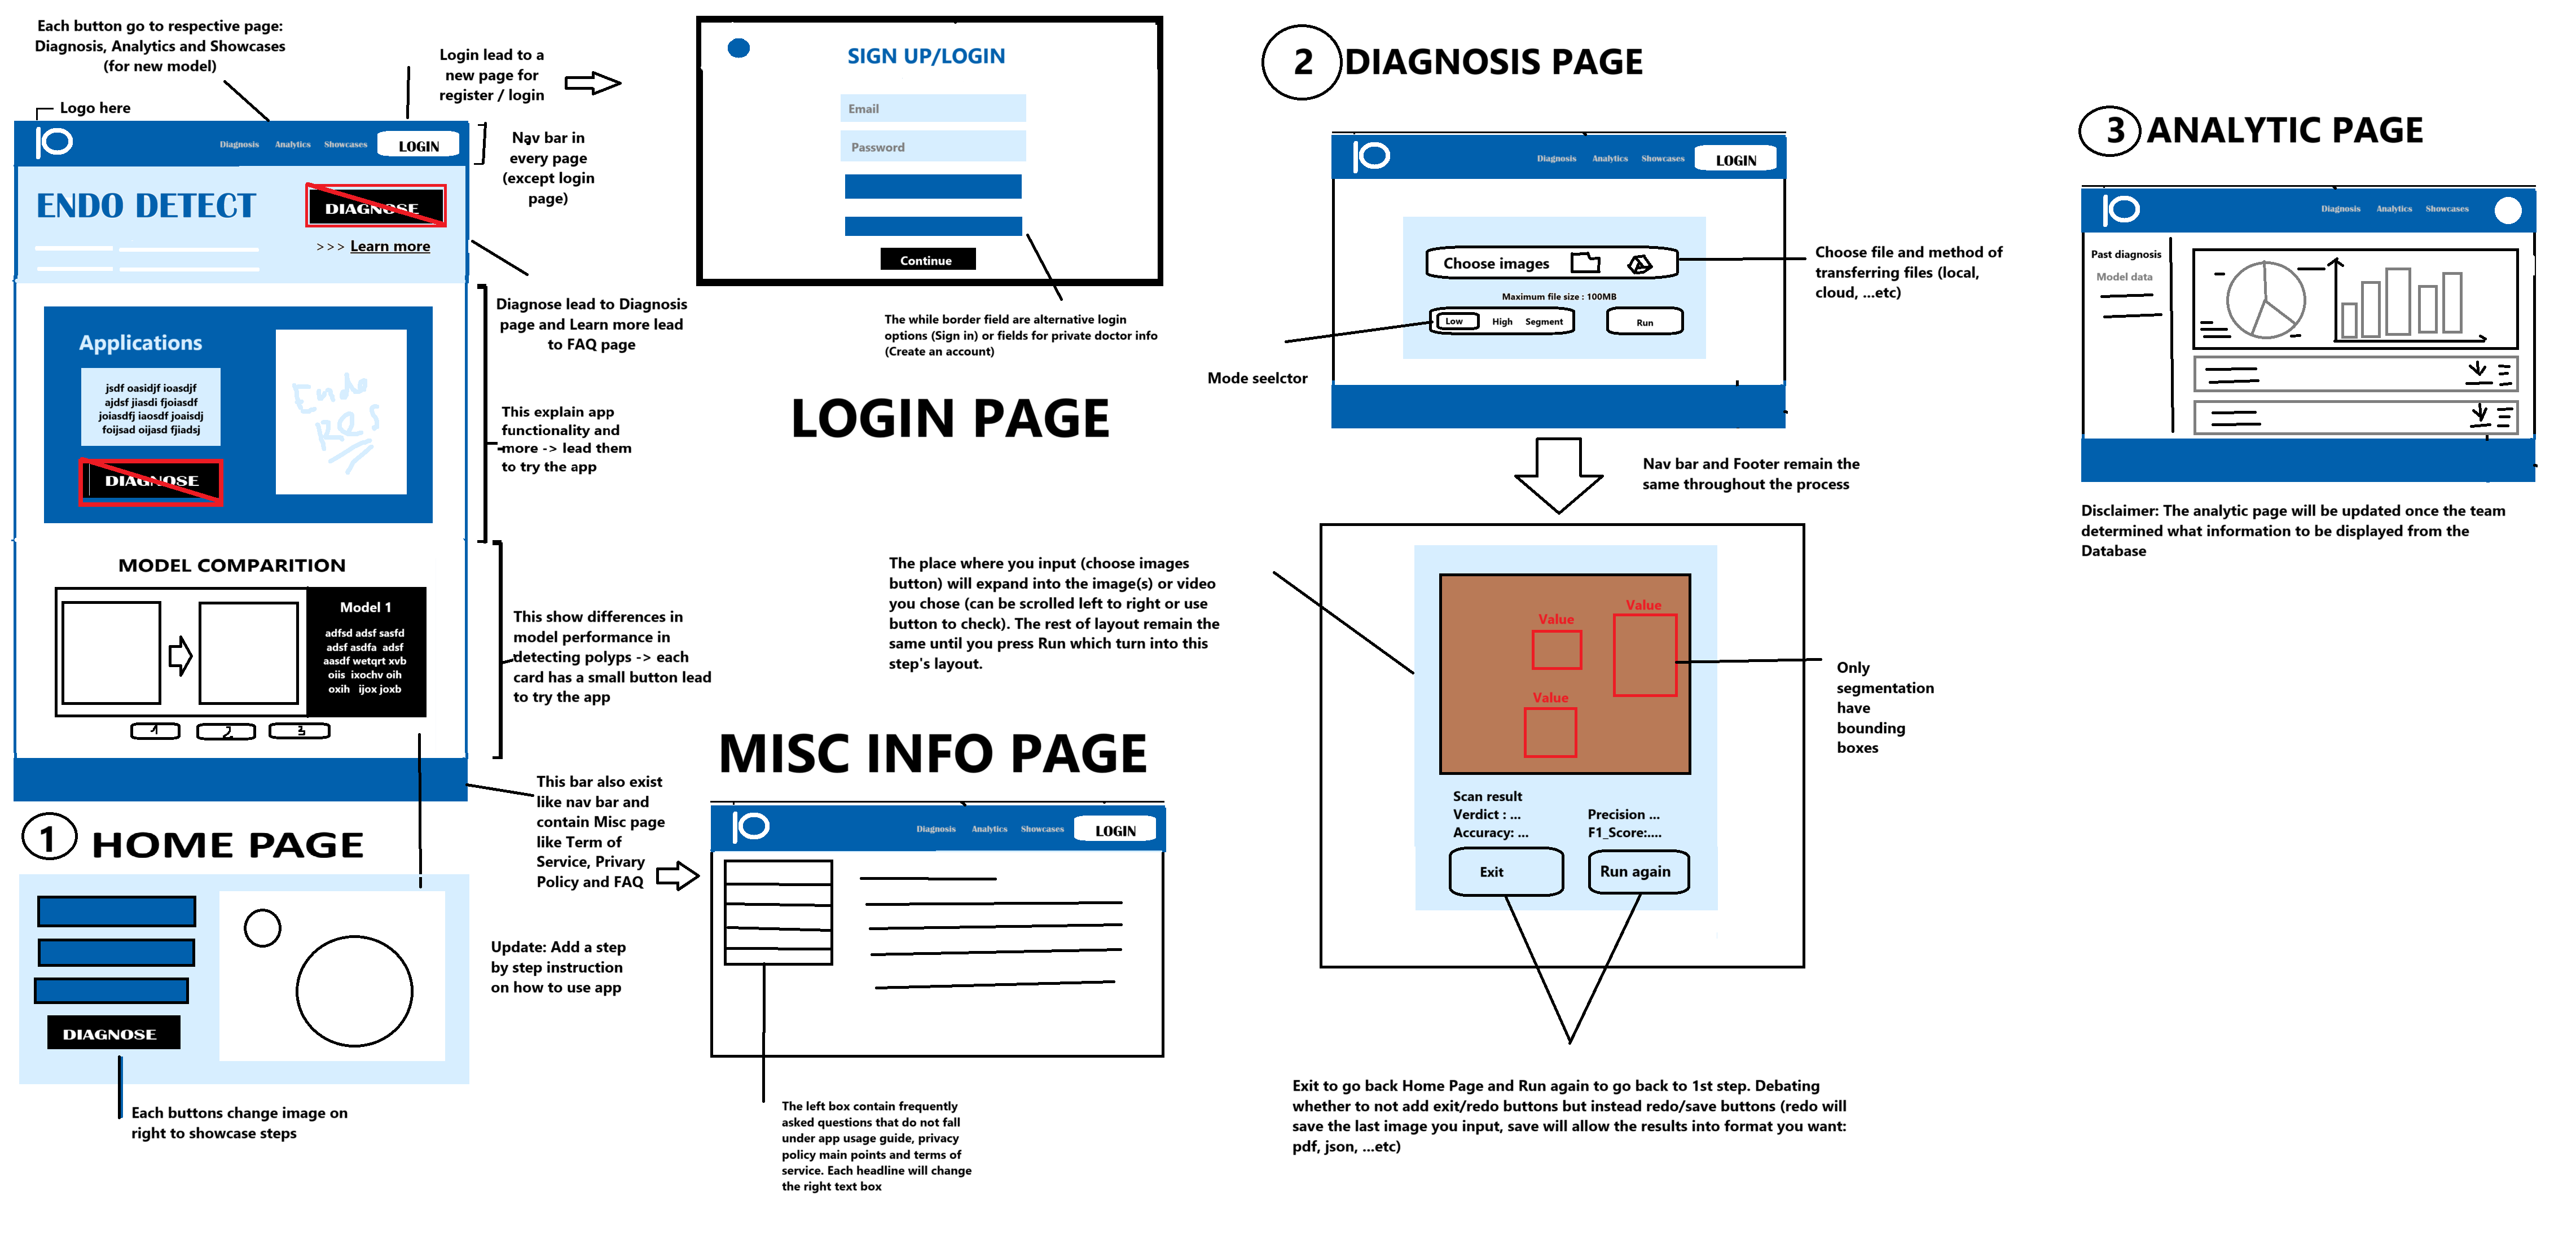 Each button go to respective page:
Diagnosis, Analytics and Showcases
(for new model)
Logo here
Login lead to a
new page for
register / login
Nav bar in
every page
(except login
page)
Diagnosis
Analytics
Showcases
LOGIN
ENDO DETECT
DIAGNOSE
>>> Learn more
Diagnose lead to Diagnosis
page and Learn more lead
to FAQ page
Applications
jsdf oasidjf ioasdjf
ajdsf jiasdi fjoiasdf
joiasdfj iaosdf joaisdj
foijsad oijasd fjiadsj
Endo
Res
DIAGNOSE
This explain app
functionality and
more -> lead them
to try the app
MODEL COMPARITION
Model 1
adfsd adsf sasfd
adsf asdfa adsf
aasdf wetqrt xvb
oiis ixochv oih
oxih ijox joxb
1
2
3
This show differences in
model performance in
detecting polyps -> each
card has a small button lead
to try the app
This bar also exist
like nav bar and
contain Misc page
like Term of
Service, Privary
Policy and FAQ
1 HOME PAGE
DIAGNOSE
Update: Add a step
by step instruction
on how to use app
Each buttons change image on
right to showcase steps
SIGN UP/LOGIN
Email
Password
Continue
The while border field are alternative login
options (Sign in) or fields for private doctor info
(Create an account)
LOGIN PAGE
The place where you input (choose images
button) will expand into the image(s) or video
you chose (can be scrolled left to right or use
button to check). The rest of layout remain the
same until you press Run which turn into this
step's layout.
MISC INFO PAGE
Diagnosis
Analytics
Showcases
LOGIN
The left box contain frequently
asked questions that do not fall
under app usage guide, privacy
policy main points and terms of
service. Each headline will change
the right text box
2 DIAGNOSIS PAGE
Diagnosis
Analytics
Showcases
LOGIN
Choose images
Maximum file size : 100MB
Low
High
Segment
Run
Choose file and method of
transferring files (local,
cloud, ...etc)
Mode seelctor
Nav bar and Footer remain the
same throughout the process
Value
Value
Value
Only
segmentation
have
bounding
boxes
Scan result
Verdict : ...
Accuracy: ...
Precision ...
F1_Score:....
Exit
Run again
Exit to go back Home Page and Run again to go back to 1st step. Debating
whether to not add exit/redo buttons but instead redo/save buttons (redo will
save the last image you input, save will allow the results into format you want:
pdf, json, ...etc)
3 ANALYTIC PAGE
Diagnosis
Analytics
Showcases
Past diagnosis
Model data
Disclaimer: The analytic page will be updated once the team
determined what information to be displayed from the
Database